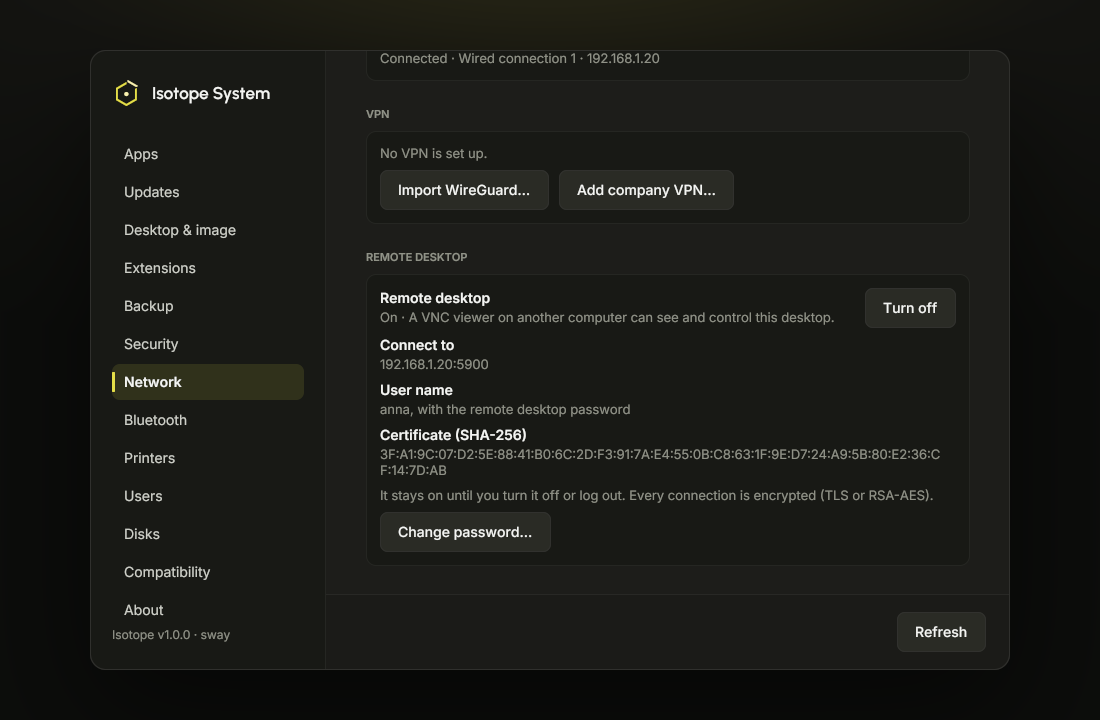 Isotope System
Apps
Updates
Desktop & image
Extensions
Backup
Security
Network
Bluetooth
Printers
Users
Disks
Compatibility
About
Isotope v1.0.0 · sway
Connected · Wired connection 1 · 192.168.1.20
VPN
No VPN is set up.
Import WireGuard...
Add company VPN...
REMOTE DESKTOP
Remote desktop
On · A VNC viewer on another computer can see and control this desktop.
Turn off
Connect to
192.168.1.20:5900
User name
anna, with the remote desktop password
Certificate (SHA-256)
3F:A1:9C:07:D2:5E:88:41:B0:6C:2D:F3:91:7A:E4:55:0B:C8:63:1F:9E:D7:24:A9:5B:80:E2:36:C
F:14:7D:AB
It stays on until you turn it off or log out. Every connection is encrypted (TLS or RSA-AES).
Change password...
Refresh